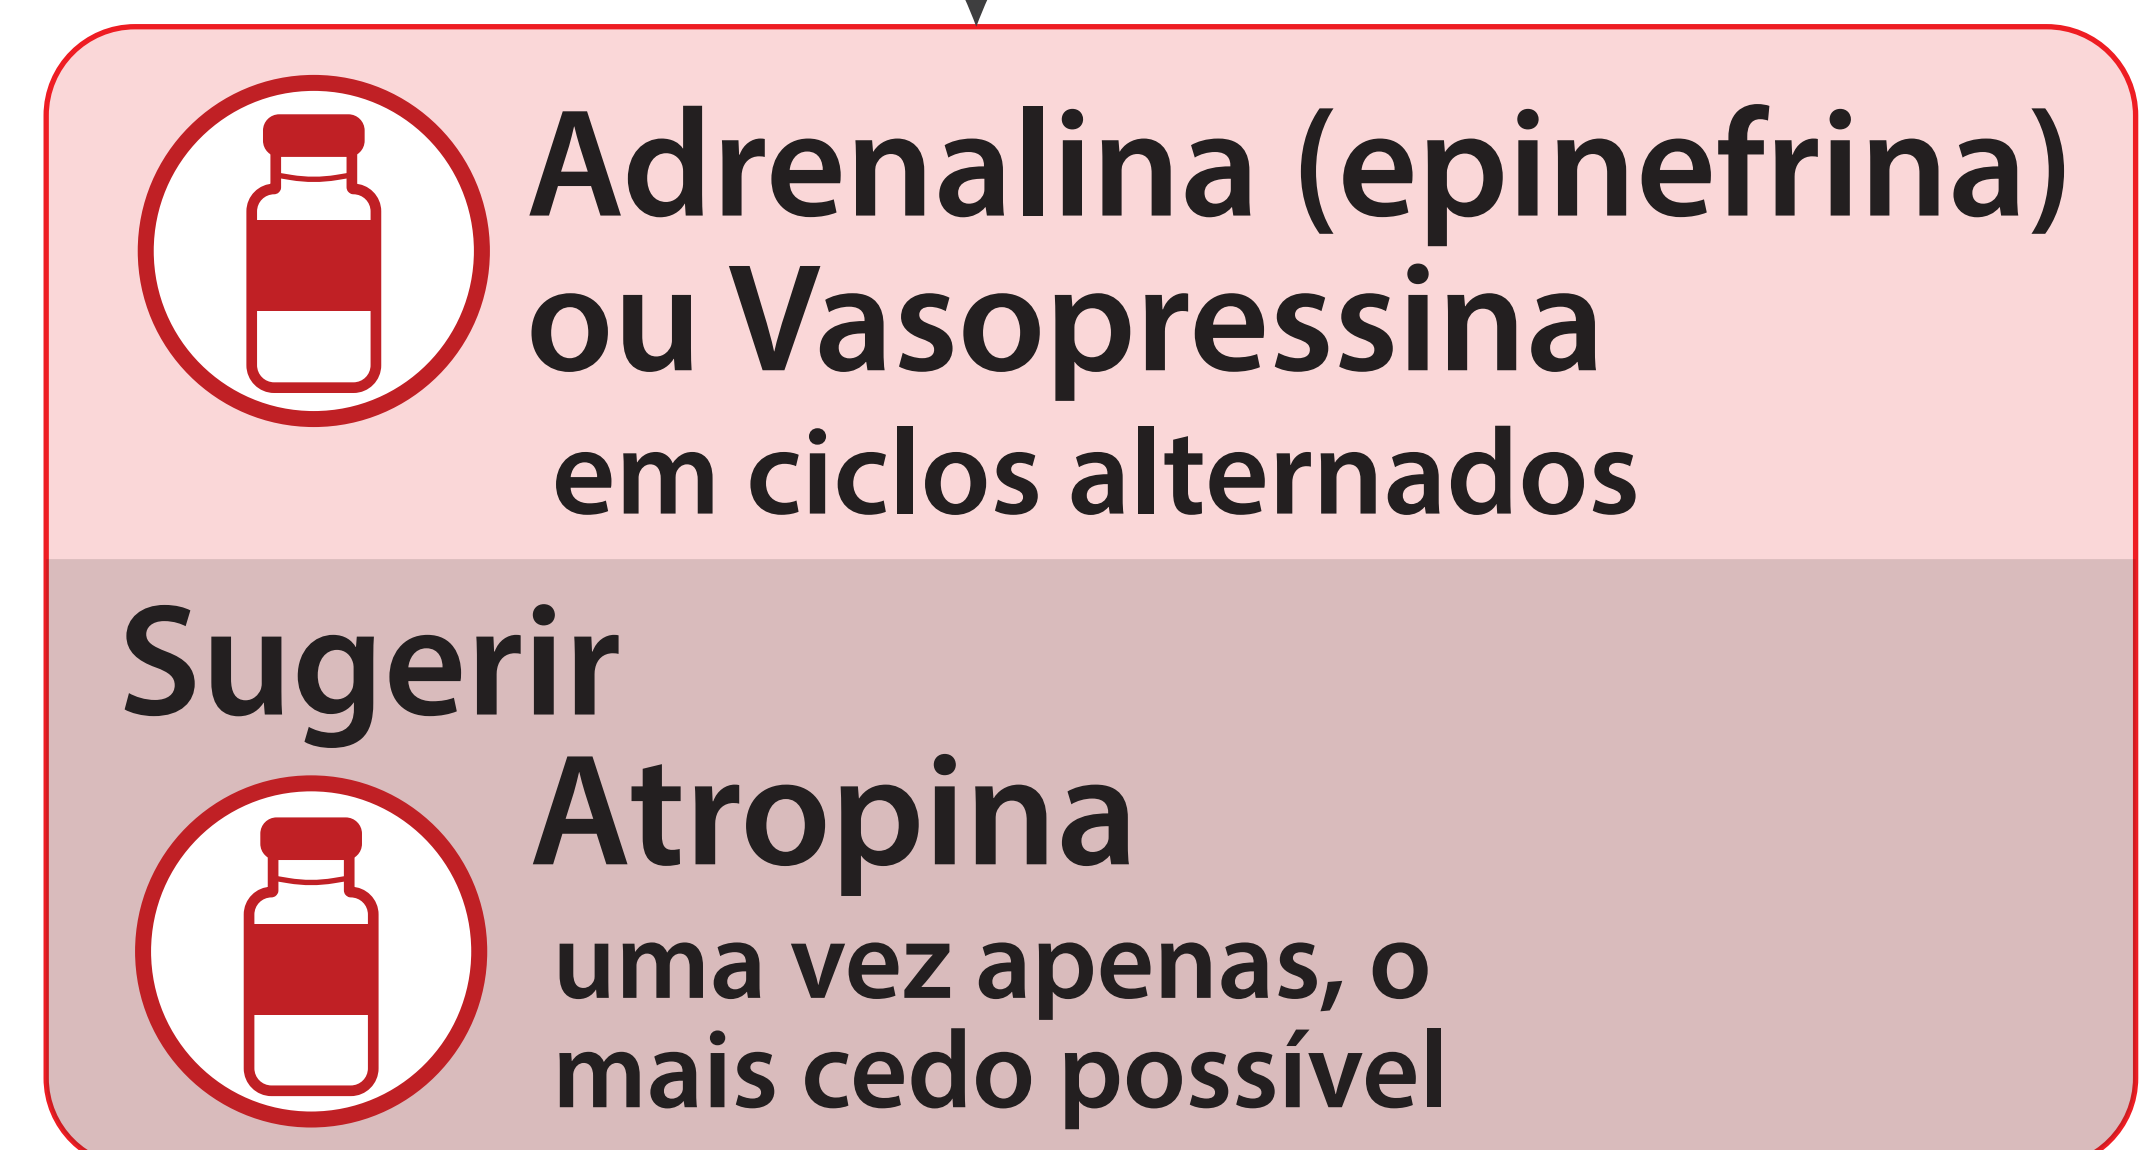 Adrenalina (epinefrina)
ou Vasopressina
em ciclos alternados
Sugerir
Atropina
uma vez apenas, o
mais cedo possível